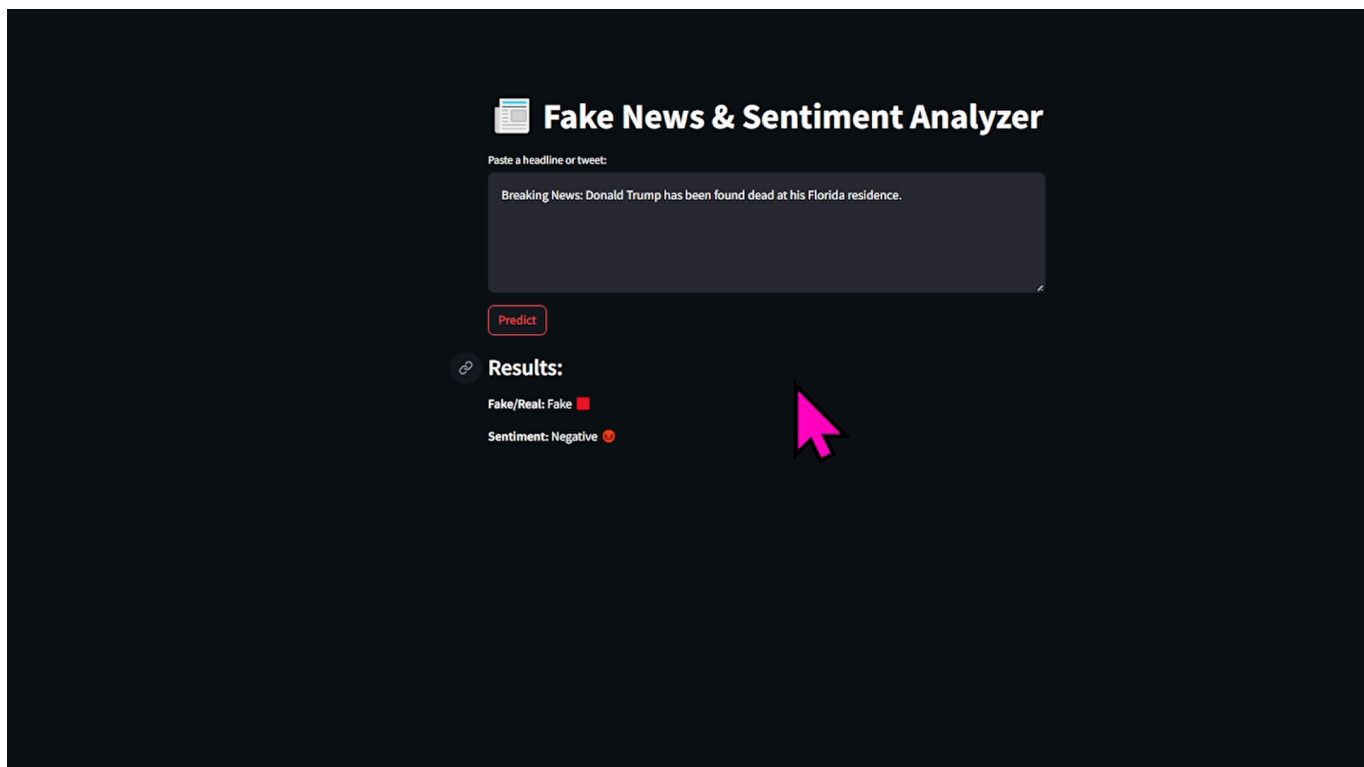 Fake News & Sentiment Analyzer
Paste a headline or tweet:
Breaking News: Donald Trump has been found dead at his Florida residence.
Predict
Results:
Fake/Real: Fake 🟥
Sentiment: Negative 😡